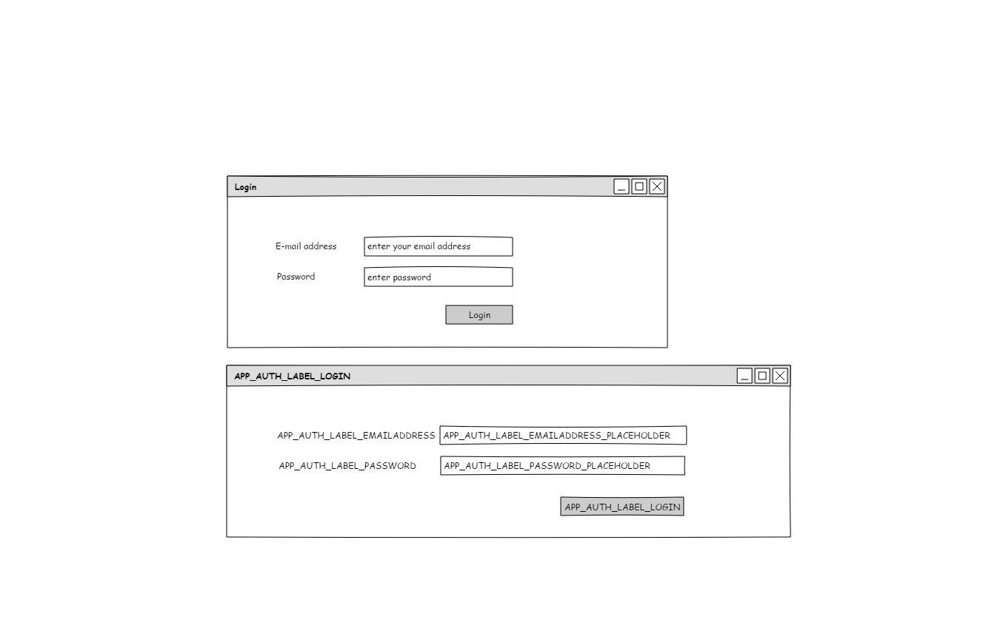 Login
E-mail address
enter your email address
Password
enter password
Login
APP_AUTH_LABEL_LOGIN
APP_AUTH_LABEL_EMAILADDRESS
APP_AUTH_LABEL_EMAILADDRESS_PLACEHOLDER
APP_AUTH_LABEL_PASSWORD
APP_AUTH_LABEL_PASSWORD_PLACEHOLDER
APP_AUTH_LABEL_LOGIN